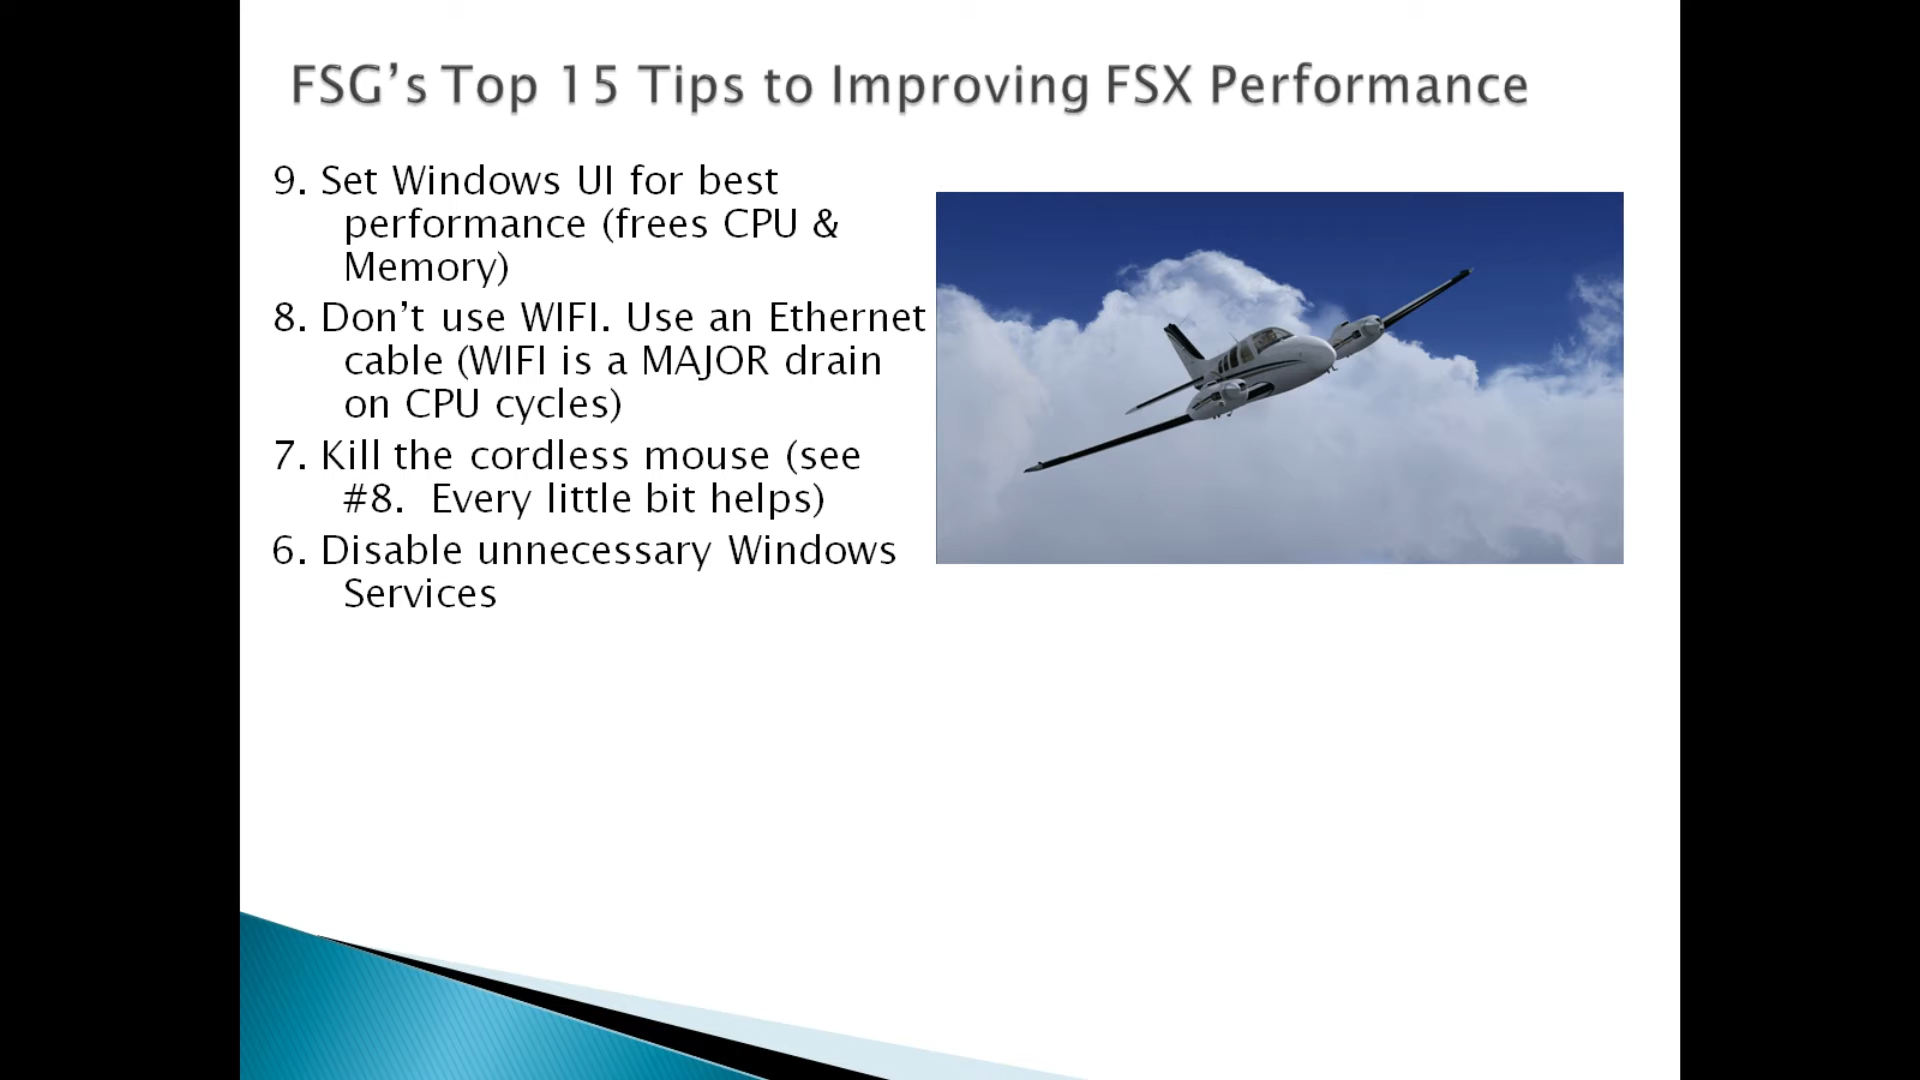 FSG’s Top 15 Tips to Improving FSX Performance
9. Set Windows UI for best
performance (frees CPU &
Memory)
8. Don’t use WIFI. Use an Ethernet
cable (WIFI is a MAJOR drain
on CPU cycles)
7. Kill the cordless mouse (see
#8.  Every little bit helps)
6. Disable unnecessary Windows
Services